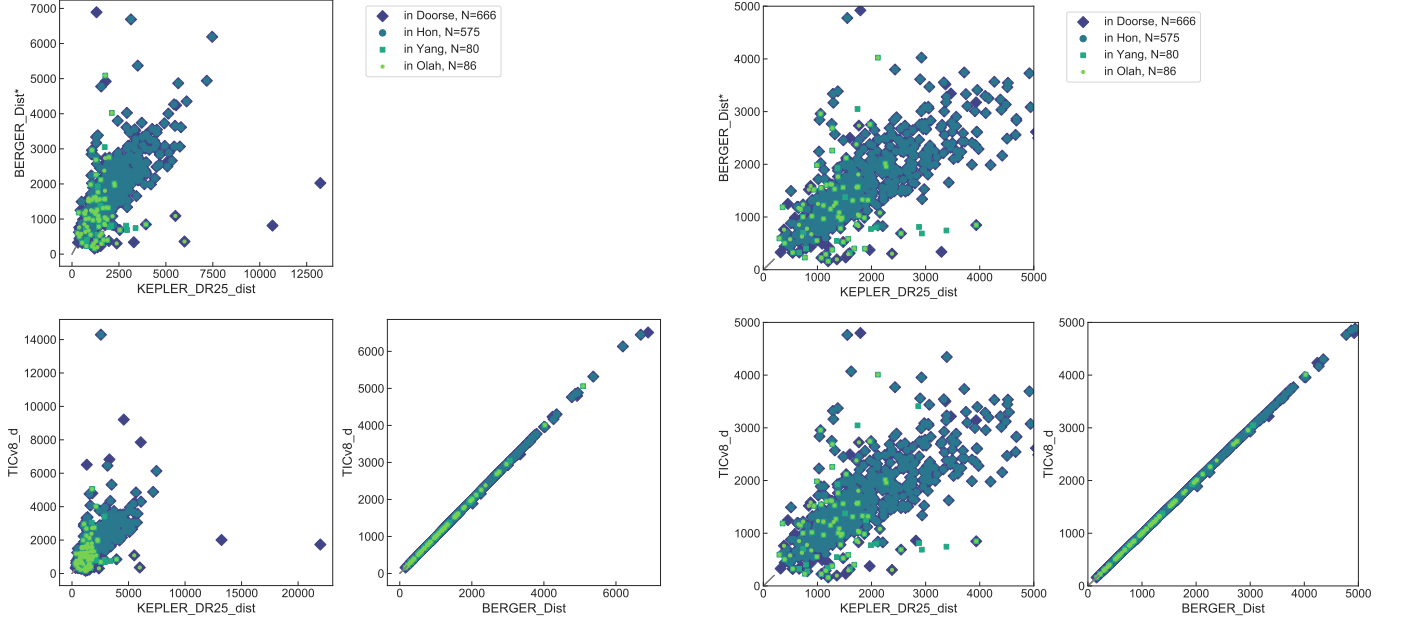 7000
6000
5000
4000
3000
2000
1000
0
BERGER_Dist*
0 2500 5000 7500 10000 12500
KEPLER_DR25_dist
in Doorse, N=666
in Hon, N=575
in Yang, N=80
in Olah, N=86
5000
4000
3000
2000
1000
0
BERGER_Dist*
0 1000 2000 3000 4000 5000
KEPLER_DR25_dist
in Doorse, N=666
in Hon, N=575
in Yang, N=80
in Olah, N=86
14000
12000
10000
8000
6000
4000
2000
0
TICv8_d
0 5000 10000 15000 20000
KEPLER_DR25_dist
6000
5000
4000
3000
2000
1000
0
TICv8_d
0 2000 4000 6000
BERGER_Dist
5000
4000
3000
2000
1000
0
TICv8_d
0 1000 2000 3000 4000 5000
KEPLER_DR25_dist
5000
4000
3000
2000
1000
0
TICv8_d
0 1000 2000 3000 4000 5000
BERGER_Dist